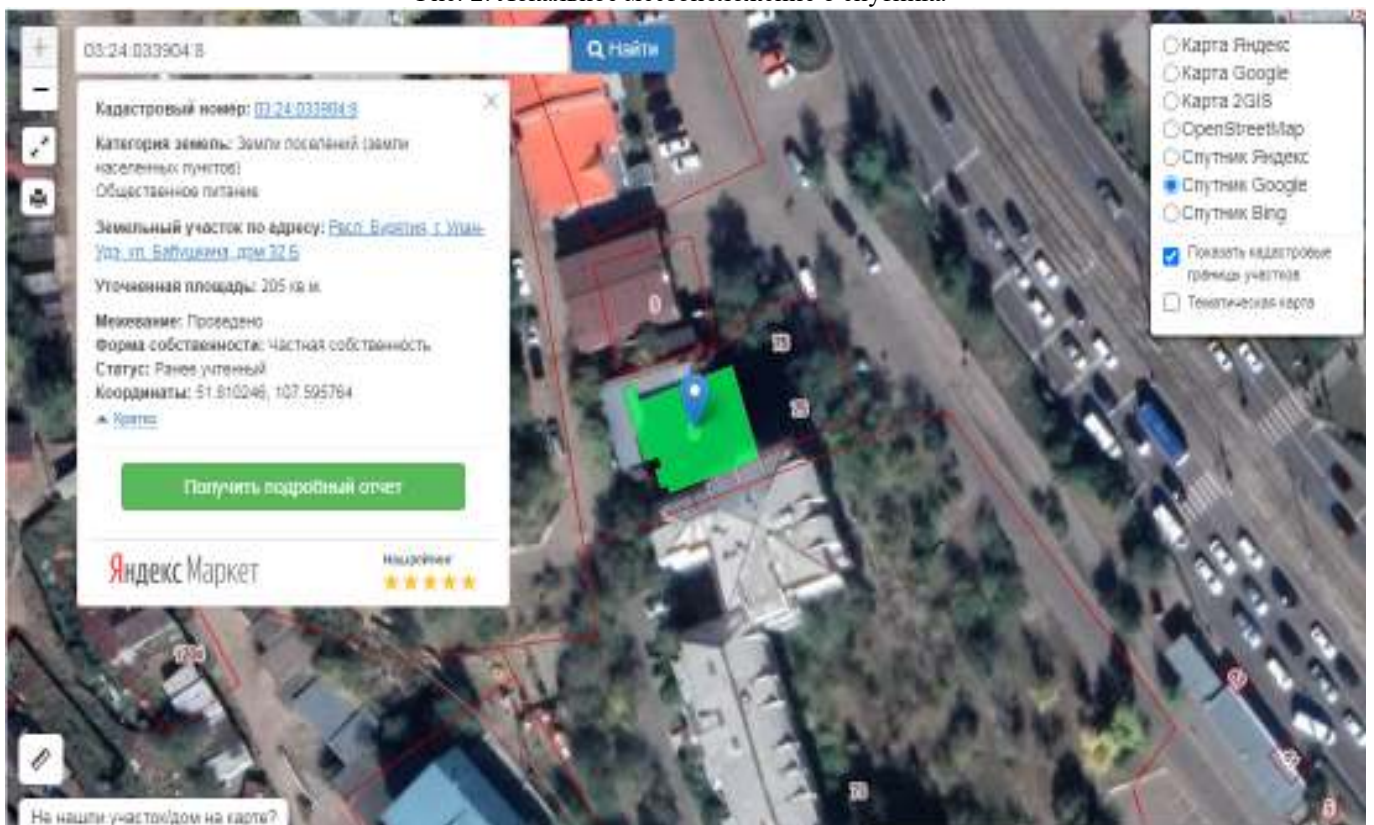 03:24:033904:8
Найти
Кадастровый номер: 03:24:033904:8
Категория земель: Земли поселений (земли
населенных пунктов)
Общественное питание
Земельный участок по адресу: Респ. Бурятия, г. Улан-
Удэ, ул. Бабушкина, дом 32 Б
Уточненная площадь: 205 кв.м.
Межевание: Проведено
Форма собственности: Частная собственность
Статус: Ранее учтенный
Координаты: 51.810246, 107.595764
Кратко
Получить подробный отчет
Яндекс Маркет
Наш рейтинг
Карта Яндекс
Карта Google
Карта 2GIS
OpenStreetMap
Спутник Яндекс
Спутник Google
Спутник Bing
Показать кадастровые
границы участков
Тематическая карта
8
75
70
Не нашли участок/дом на карте?